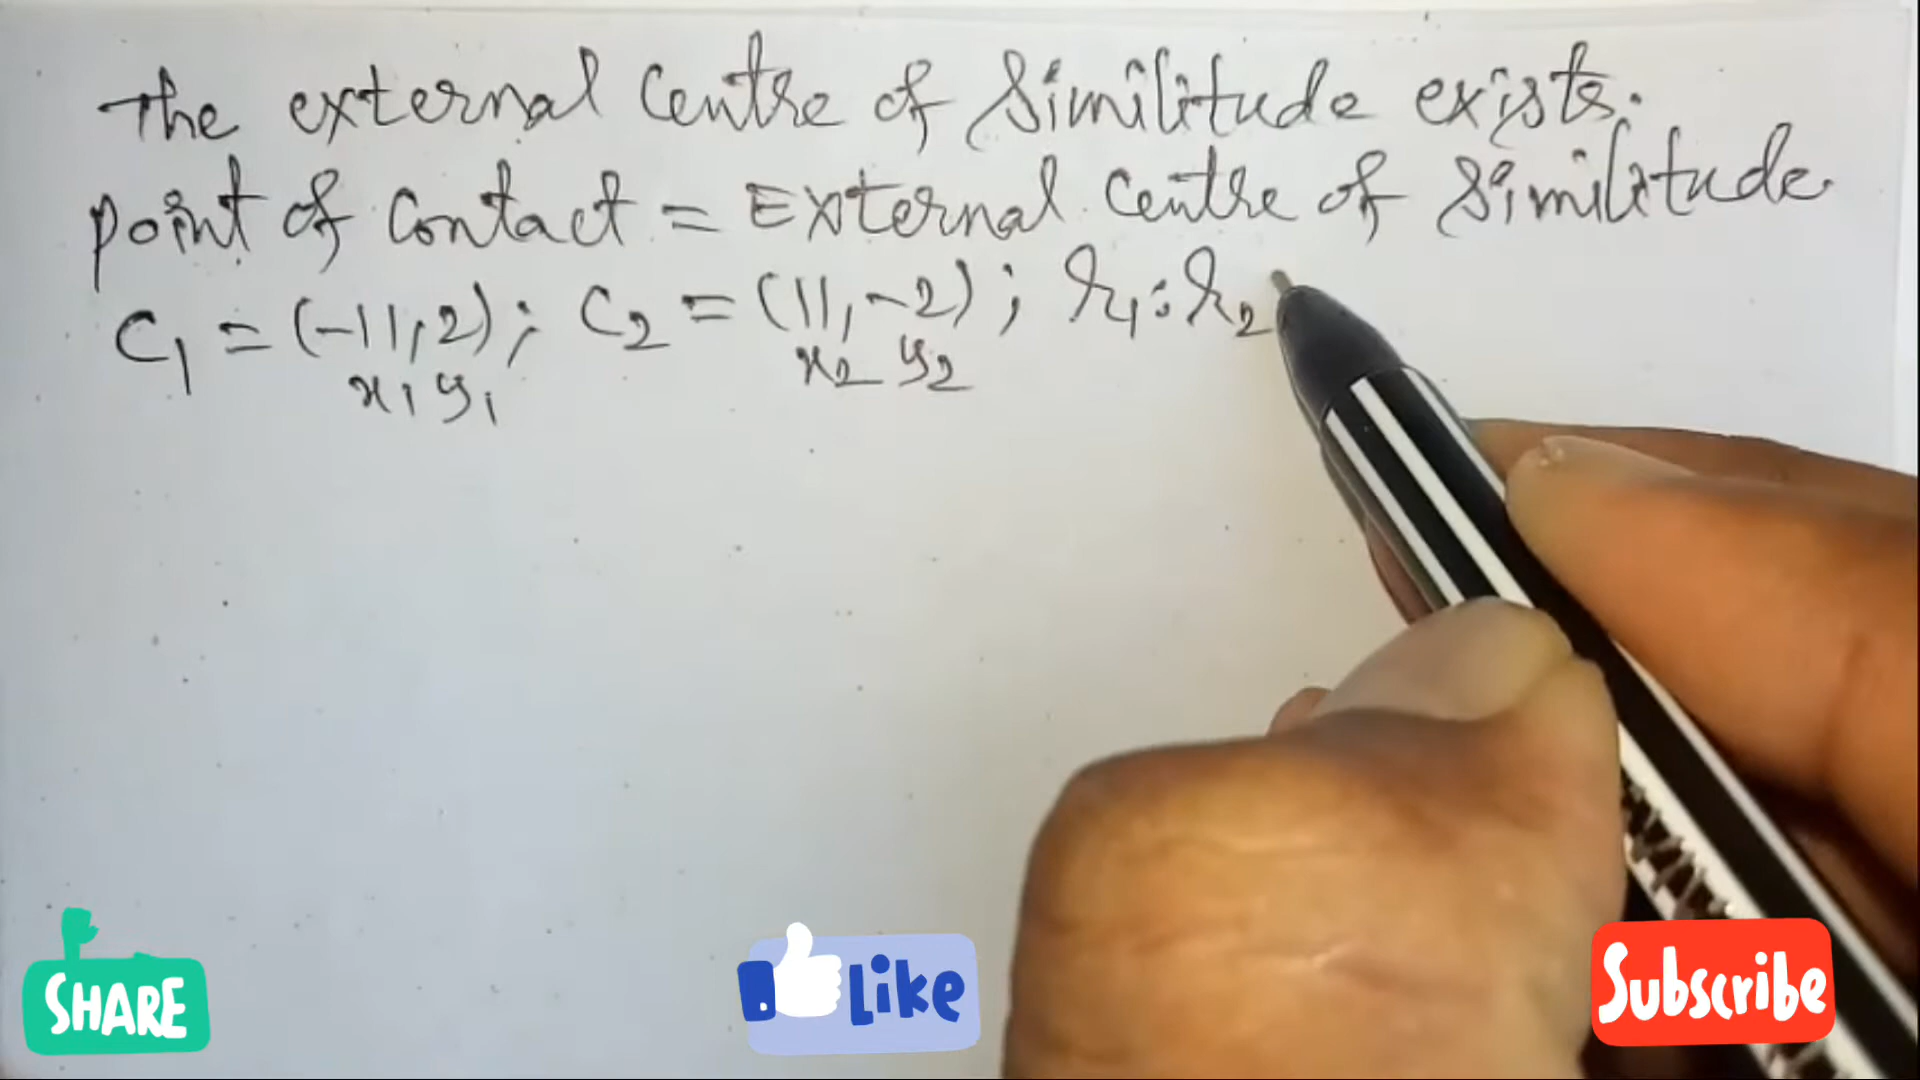 The external Centre of Similitude exists.
point of Contact = External Centre of Similitude
C₁ = (-11, 2); C₂ = (11, -2); r₁ : r₂
x₁ y₁ x₂ y₂
SHARE
Like
Subscribe